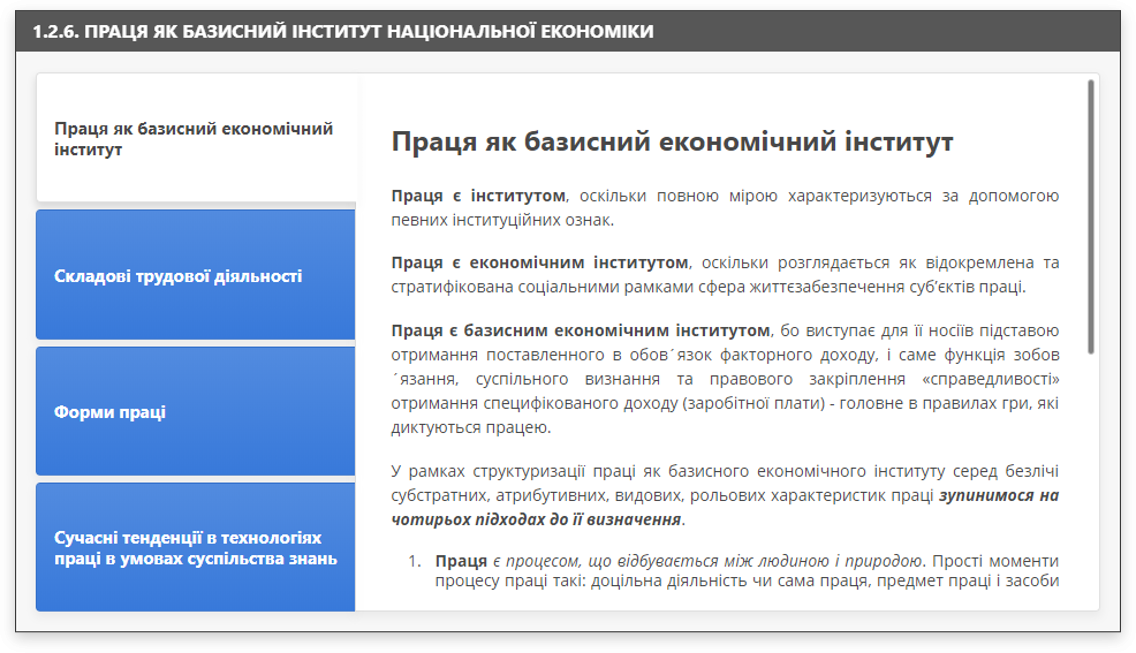 1.2.6. ПРАЦЯ ЯК БАЗИСНИЙ ІНСТИТУТ НАЦІОНАЛЬНОЇ ЕКОНОМІКИ
Праця як базисний економічний
інститут
Складові трудової діяльності
Форми праці
Сучасні тенденції в технологіях
праці в умовах суспільства знань
Праця як базисний економічний інститут
Праця є інститутом, оскільки повною мірою характеризуються за допомогою
певних інституційних ознак.
Праця є економічним інститутом, оскільки розглядається як відокремлена та
стратифікована соціальними рамками сфера життєзабезпечення суб’єктів праці.
Праця є базисним економічним інститутом, бо виступає для її носіїв підставою
отримання поставленного в обов´язок факторного доходу, і саме функція зобов
´язання, суспільного визнання та правового закріплення «справедливості»
отримання специфікованого доходу (заробітної плати) - головне в правилах гри, які
диктуються працею.
У рамках структуризації праці як базисного економічного інституту серед безлічі
субстратних, атрибутивних, видових, рольових характеристик праці зупинимося на
чотирьох підходах до її визначення.
1. Праця є процесом, що відбувається між людиною і природою. Прості моменти
процесу праці такі: доцільна діяльність чи сама праця, предмет праці і засоби